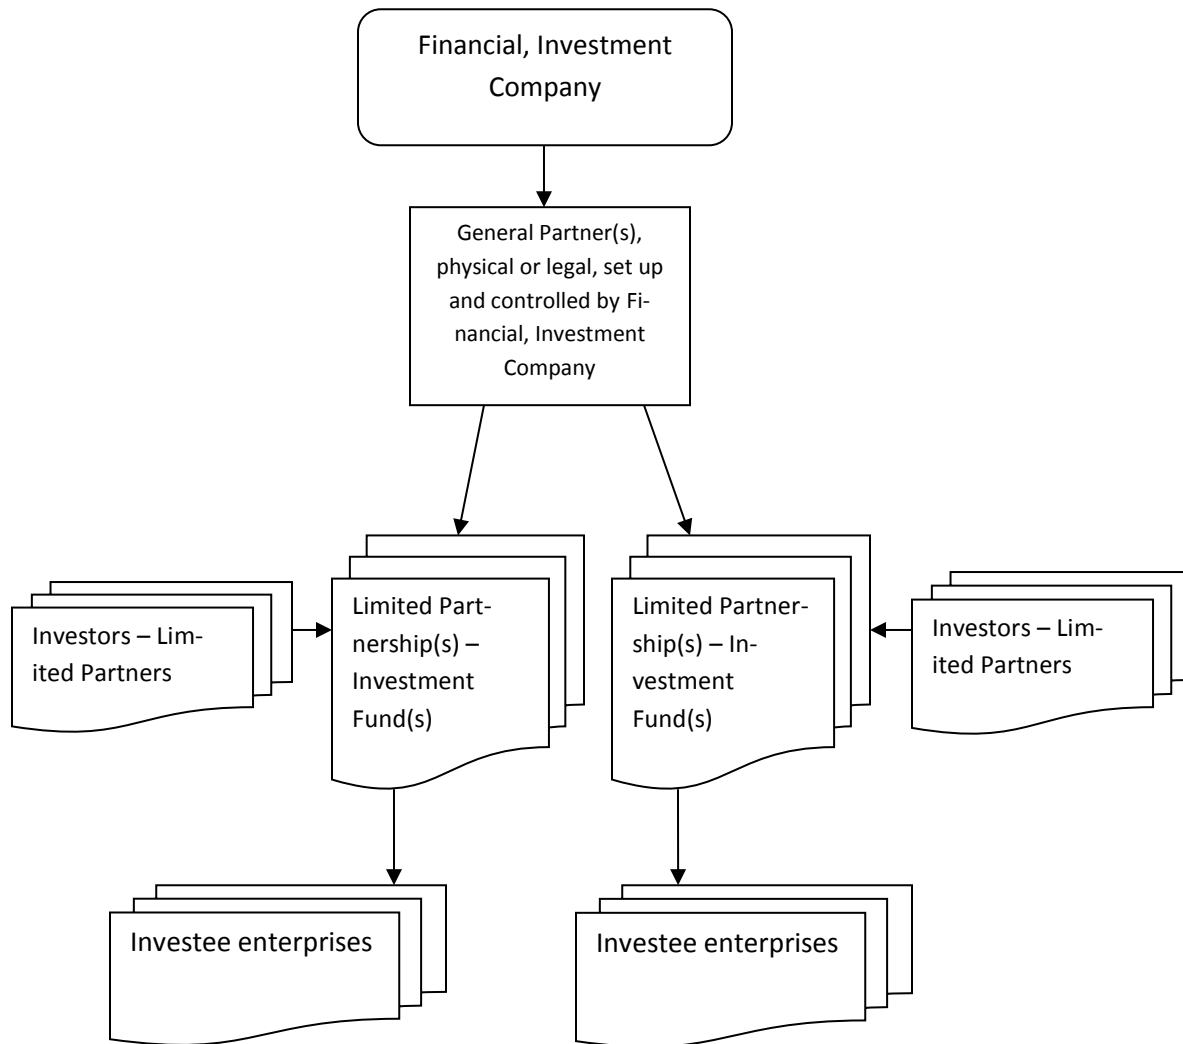 Financial, Investment
Company
General Partner(s),
physical or legal, set up
and controlled by Fi-
nancial, Investment
Company
Investors – Lim-
ited Partners
Limited Part-
nership(s) –
Investment
Fund(s)
Limited Partner-
ship(s) – In-
vestment
Fund(s)
Investors – Lim-
ited Partners
Investee enterprises
Investee enterprises